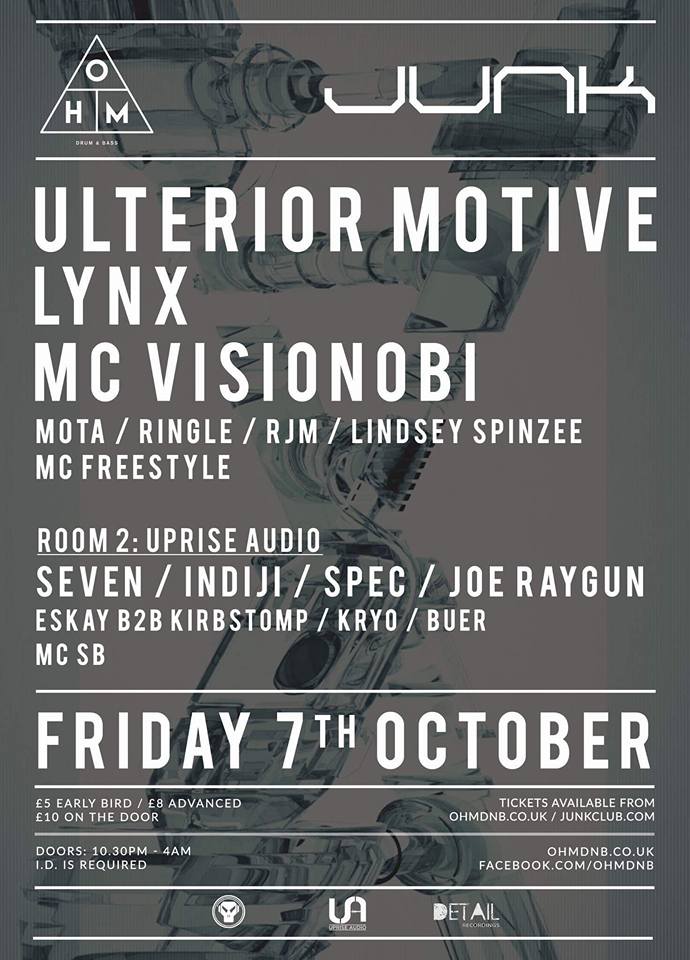 OHM
DRUM & BASS
JUNK
ULTERIOR MOTIVE
LYNX
MC VISIONOBI
MOTA / RINGLE / RJM / LINDSEY SPINZEE
MC FREESTYLE
ROOM 2: UPRISE AUDIO
SEVEN / INDIJI / SPEC / JOE RAYGUN
ESKAY B2B KIRBSTOMP / KRYO / BUER
MC SB
FRIDAY 7TH OCTOBER
£5 EARLY BIRD / £8 ADVANCED
£10 ON THE DOOR
TICKETS AVAILABLE FROM
OHMDNB.CO.UK / JUNKCLUB.COM
DOORS: 10.30PM - 4AM
I.D. IS REQUIRED
OHMDNB.CO.UK
FACEBOOK.COM/OHMDNB
UA
UPRISE AUDIO
DETAIL
RECORDINGS